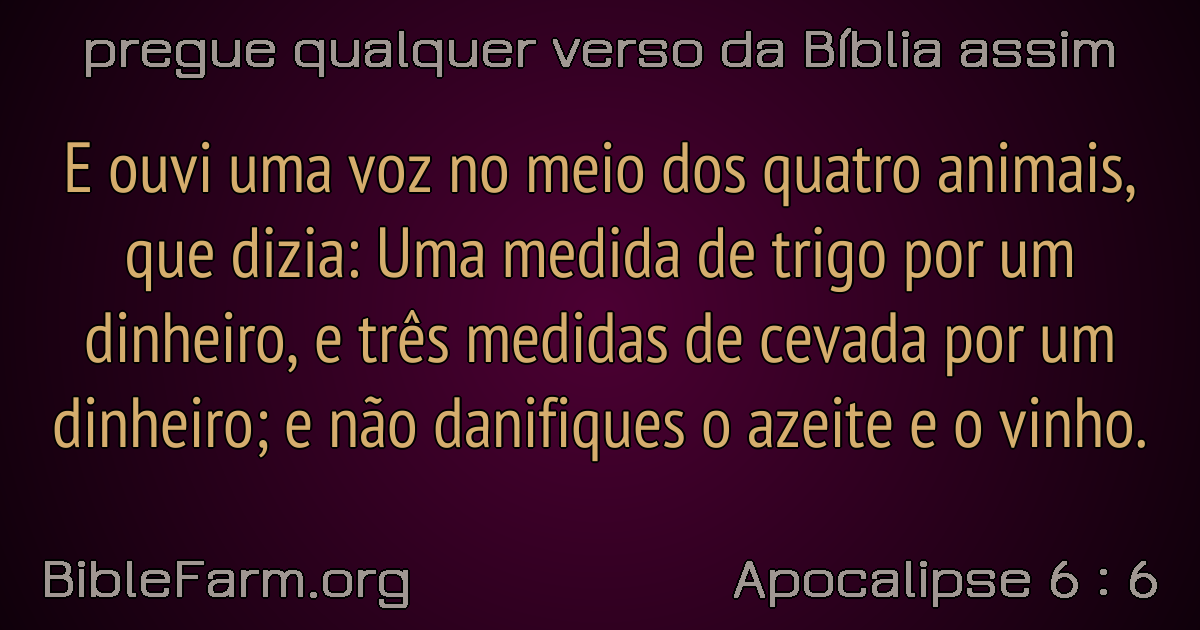 pregue qualquer verso da Bíblia assim
E ouvi uma voz no meio dos quatro animais,
que dizia: Uma medida de trigo por um
dinheiro, e três medidas de cevada por um
dinheiro; e não danifiques o azeite e o vinho.
BibleFarm.org
Apocalipse 6 : 6